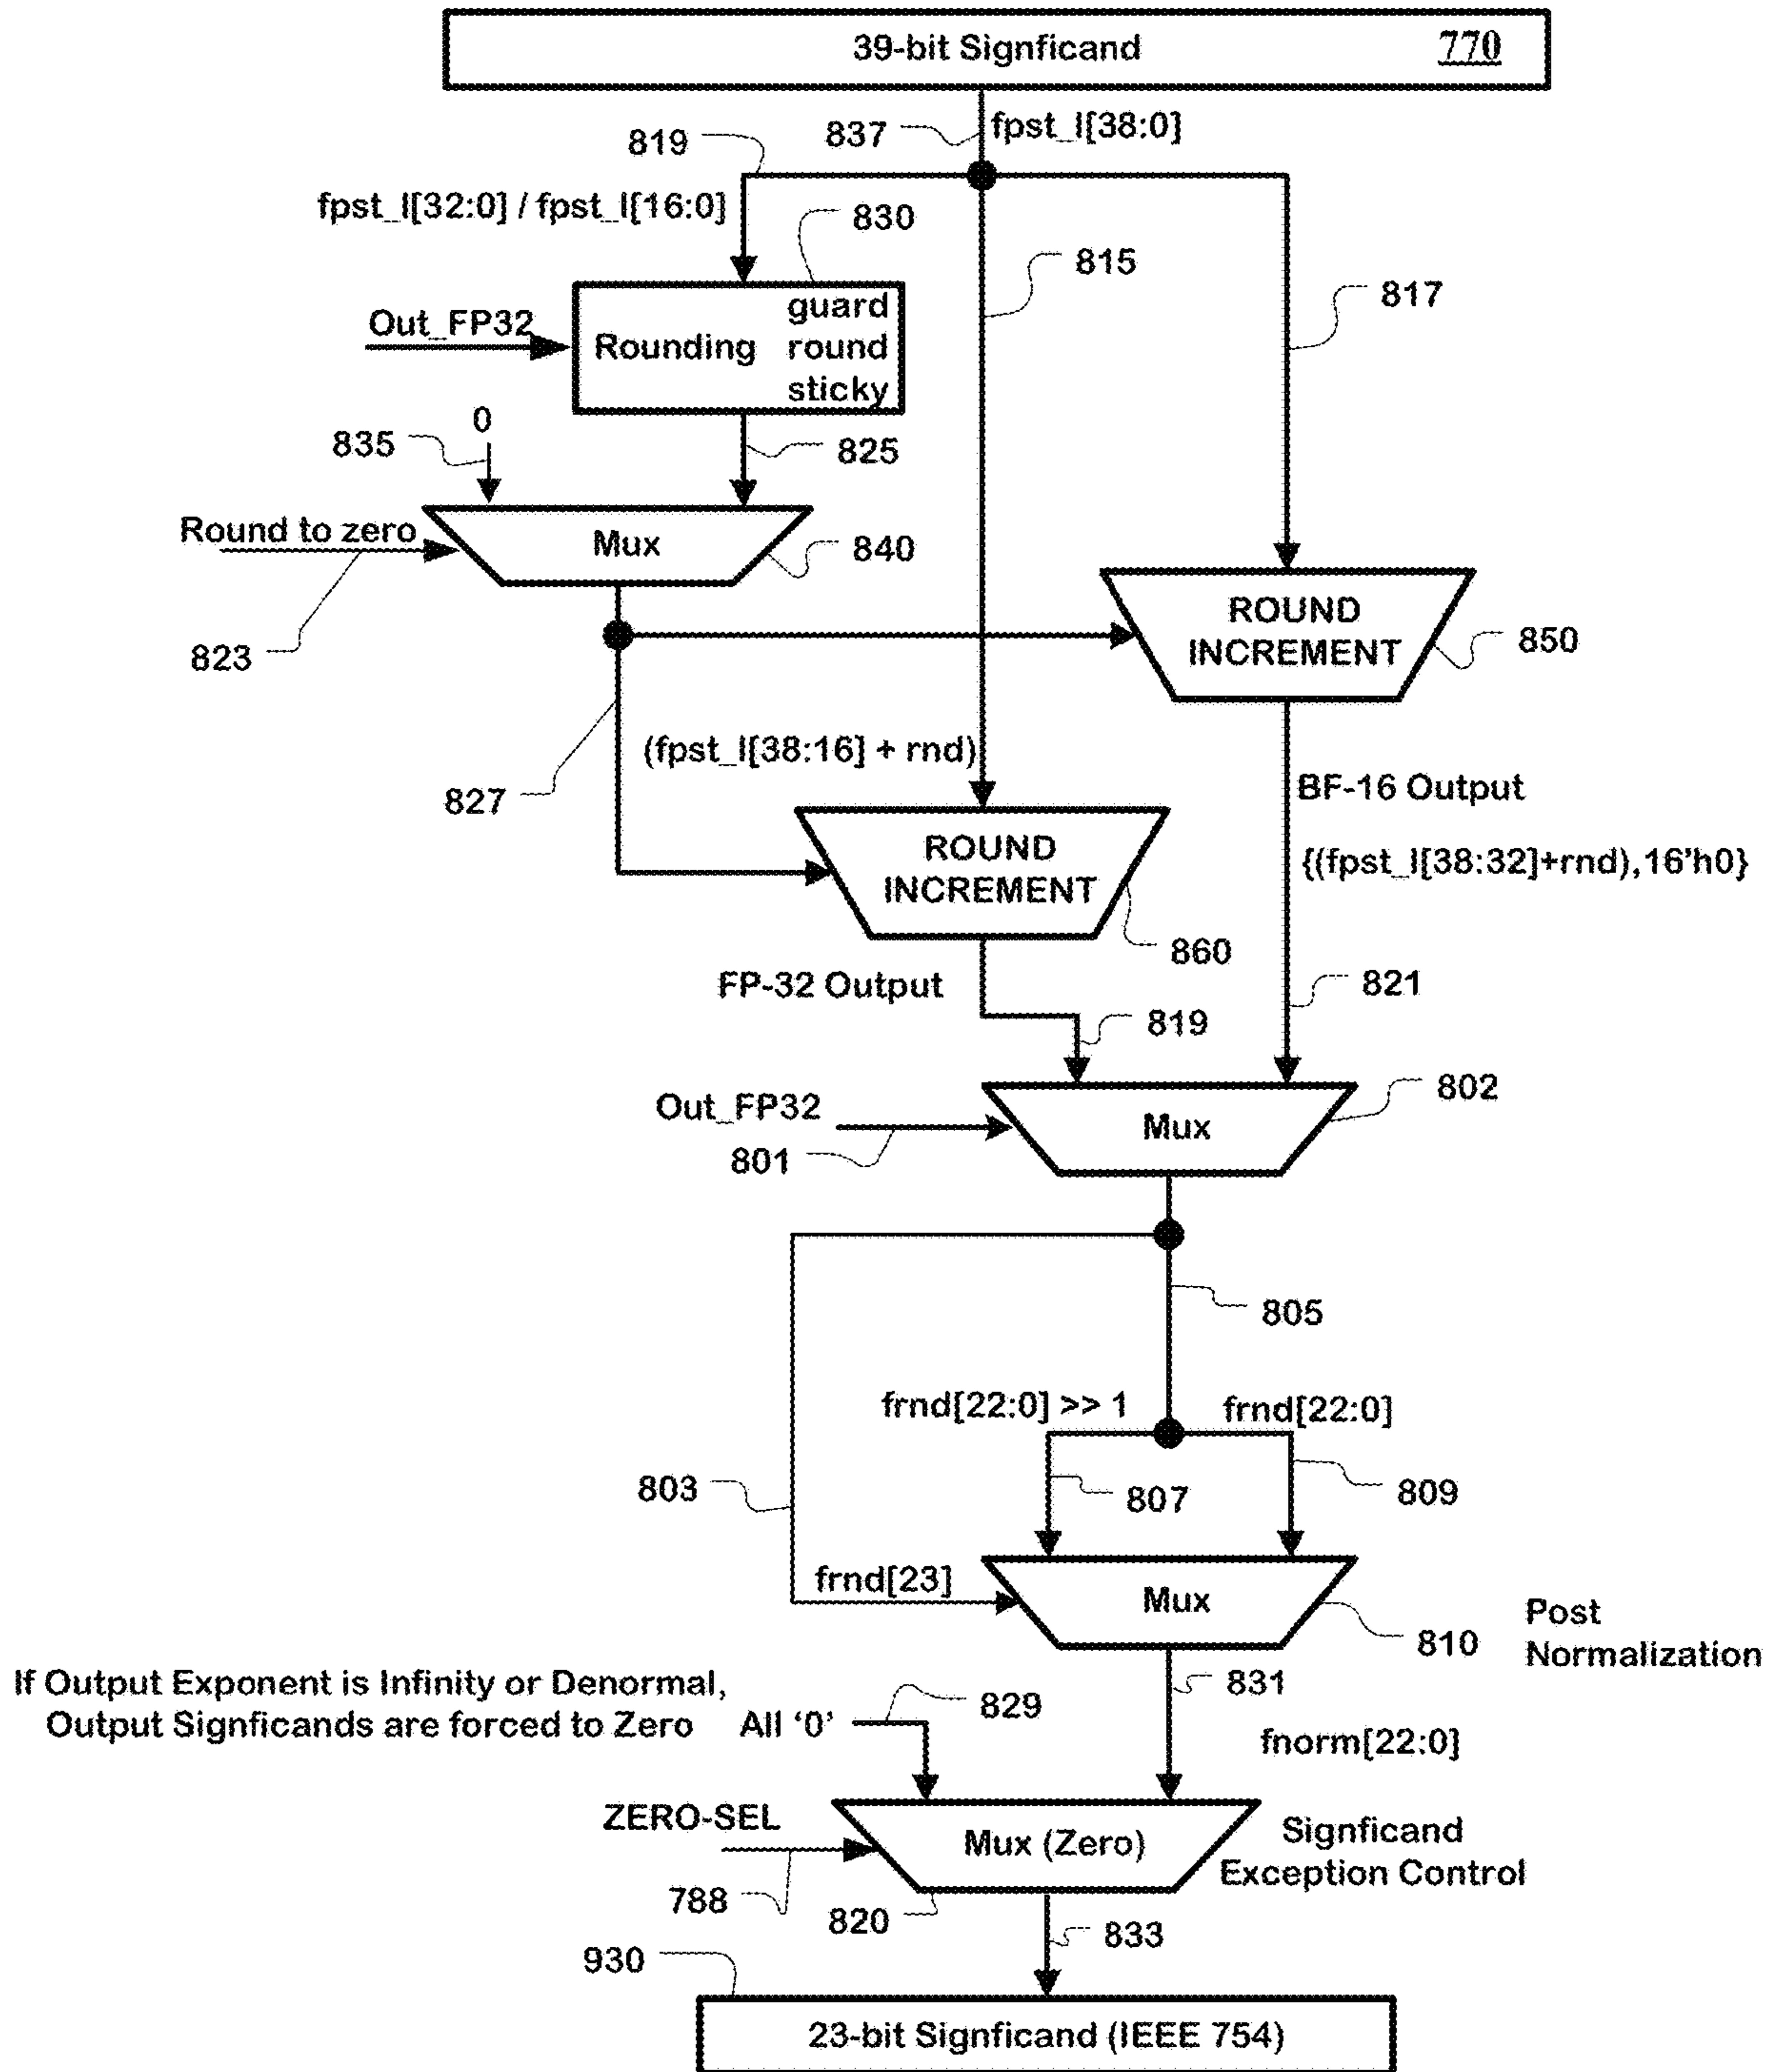 39-bit Signficand 770
837 fpst_l[38:0]
819
fpst_l[32:0] / fpst_l[16:0]
830
815
817
Out_FP32
Rounding
guard
round
sticky
0
835
825
Round to zero
Mux
840
823
ROUND
INCREMENT
850
827
(fpst_l[38:16] + rnd)
BF-16 Output
{(fpst_l[38:32]+rnd),16'h0}
ROUND
INCREMENT
860
FP-32 Output
821
819
802
Out_FP32
801
Mux
805
frnd[22:0] >> 1
frnd[22:0]
803
807
809
frnd[23]
Mux
810
Post
Normalization
If Output Exponent is Infinity or Denormal,
Output Signficands are forced to Zero
All ‘0’
829
831
fnorm[22:0]
ZERO-SEL
788
Mux (Zero)
820
Signficand
Exception Control
833
930
23-bit Signficand (IEEE 754)